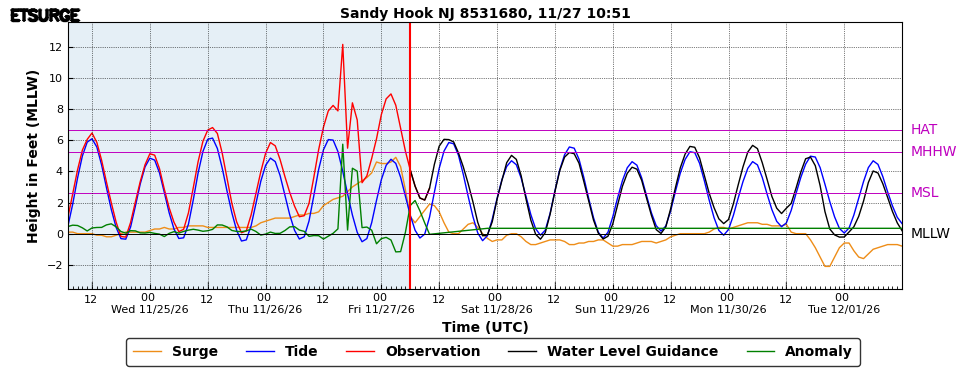 ETSURGE
Sandy Hook NJ 8531680, 11/27 10:51
Height in Feet (MLLW)
12
10
8
6
4
2
0
−2
HAT
MHHW
MSL
MLLW
12 00 12 00 12 00 12 00 12 00 12 00 12 00
Wed 11/25/26 Thu 11/26/26 Fri 11/27/26 Sat 11/28/26 Sun 11/29/26 Mon 11/30/26 Tue 12/01/26
Time (UTC)
Surge Tide Observation Water Level Guidance Anomaly